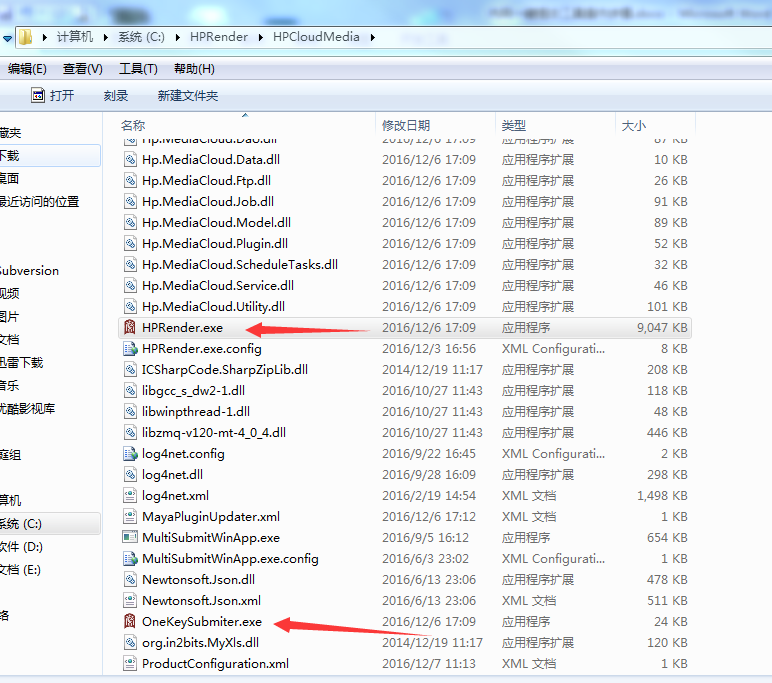 计算机 系统 (C:) HPRender HPCloudMedia
编辑(E) 查看(V) 工具(T) 帮助(H)
打开 刻录 新建文件夹
名称 修改日期 类型 大小
藏夹
下载
桌面
最近访问的位置
Subversion
视频
图片
文档
迅雷下载
音乐
优酷影视库
庭组
算机
系统 (C:)
软件 (D:)
文档 (E:)
络
Hp.MediaCloud.Dao.dll 2016/12/6 17:09 应用程序扩展 87 KB
Hp.MediaCloud.Data.dll 2016/12/6 17:09 应用程序扩展 10 KB
Hp.MediaCloud.Ftp.dll 2016/12/6 17:09 应用程序扩展 26 KB
Hp.MediaCloud.Job.dll 2016/12/6 17:09 应用程序扩展 91 KB
Hp.MediaCloud.Model.dll 2016/12/6 17:09 应用程序扩展 89 KB
Hp.MediaCloud.Plugin.dll 2016/12/6 17:09 应用程序扩展 52 KB
Hp.MediaCloud.ScheduleTasks.dll 2016/12/6 17:09 应用程序扩展 32 KB
Hp.MediaCloud.Service.dll 2016/12/6 17:09 应用程序扩展 46 KB
Hp.MediaCloud.Utility.dll 2016/12/6 17:09 应用程序扩展 101 KB
HPRender.exe 2016/12/6 17:09 应用程序 9,047 KB
HPRender.exe.config 2016/12/3 16:56 XML Configurati... 8 KB
ICSharpCode.SharpZipLib.dll 2014/12/19 11:17 应用程序扩展 208 KB
libgcc_s_dw2-1.dll 2016/10/27 11:43 应用程序扩展 118 KB
libwinpthread-1.dll 2016/10/27 11:43 应用程序扩展 48 KB
libzmq-v120-mt-4_0_4.dll 2016/10/27 11:43 应用程序扩展 446 KB
log4net.config 2016/9/22 16:45 XML Configurati... 2 KB
log4net.dll 2016/9/28 16:09 应用程序扩展 298 KB
log4net.xml 2016/2/19 14:54 XML 文档 1,498 KB
MayaPluginUpdater.xml 2016/12/6 17:12 XML 文档 1 KB
MultiSubmitWinApp.exe 2016/9/5 16:12 应用程序 654 KB
MultiSubmitWinApp.exe.config 2016/6/3 23:02 XML Configurati... 1 KB
Newtonsoft.Json.dll 2016/6/13 23:06 应用程序扩展 478 KB
Newtonsoft.Json.xml 2016/6/13 23:06 XML 文档 511 KB
OneKeySubmiter.exe 2016/12/6 17:09 应用程序 24 KB
org.in2bits.MyXls.dll 2014/12/19 11:17 应用程序扩展 120 KB
ProductConfiguration.xml 2016/12/7 11:13 XML 文档 1 KB